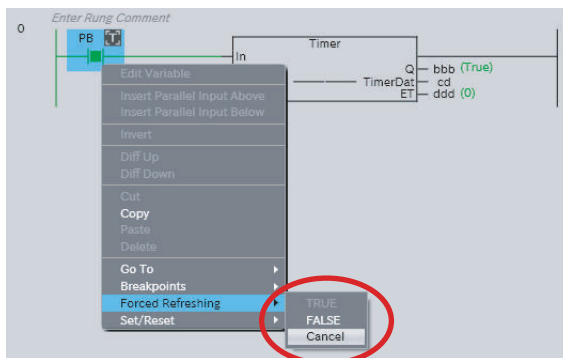 Enter Rung Comment
0
PB T
Timer
In
Q bbb (True)
TimerDat cd
ET ddd (0)
Edit Variable
Insert Parallel Input Above
Insert Parallel Input Below
Invert
Diff Up
Diff Down
Cut
Copy
Paste
Delete
Go To
Breakpoints
Forced Refreshing
Set/Reset
TRUE
FALSE
Cancel